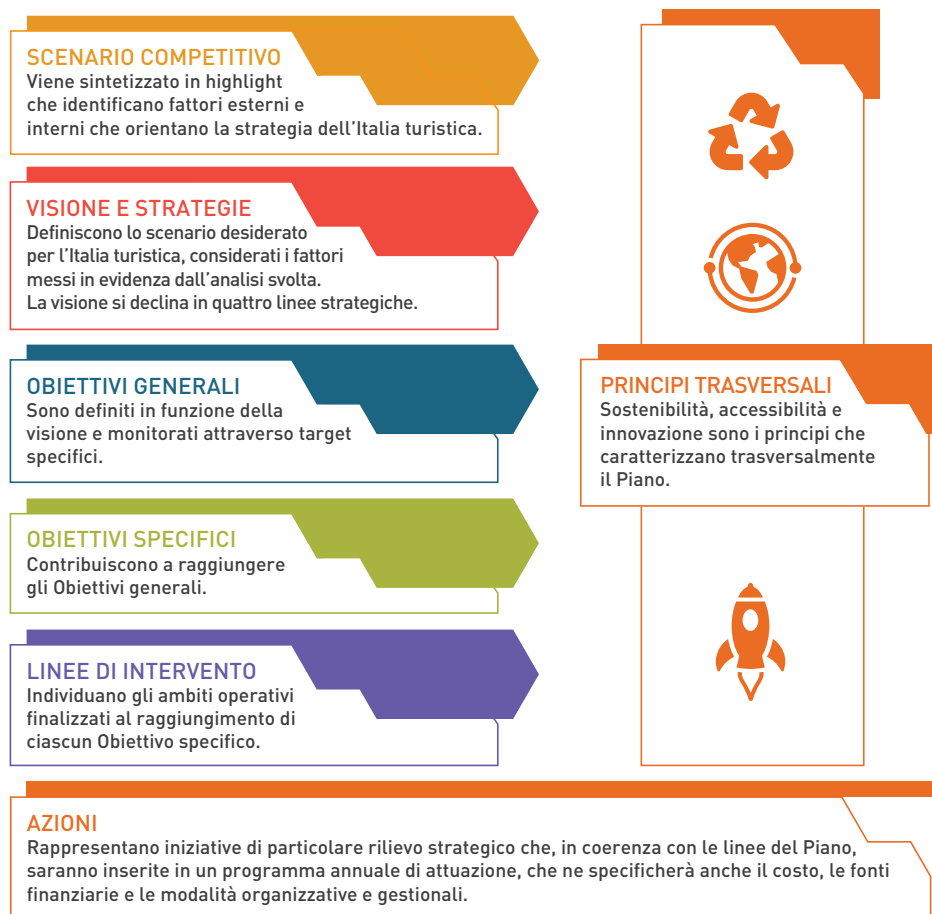 SCENARIO COMPETITIVO
Viene sintetizzato in highlight
che identificano fattori esterni e
interni che orientano la strategia dell'Italia turistica.
VISIONE E STRATEGIE
Definiscono lo scenario desiderato
per l'Italia turistica, considerati i fattori
messi in evidenza dall'analisi svolta.
La visione si declina in quattro linee strategiche.
OBIETTIVI GENERALI
Sono definiti in funzione della
visione e monitorati attraverso target
specifici.
OBIETTIVI SPECIFICI
Contribuiscono a raggiungere
gli Obiettivi generali.
LINEE DI INTERVENTO
Individuano gli ambiti operativi
finalizzati al raggiungimento di
ciascun Obiettivo specifico.
PRINCIPI TRASVERSALI
Sostenibilità, accessibilità e
innovazione sono i principi che
caratterizzano trasversalmente
il Piano.
AZIONI
Rappresentano iniziative di particolare rilievo strategico che, in coerenza con le linee del Piano,
saranno inserite in un programma annuale di attuazione, che ne specificherà anche il costo, le fonti
finanziarie e le modalità organizzative e gestionali.